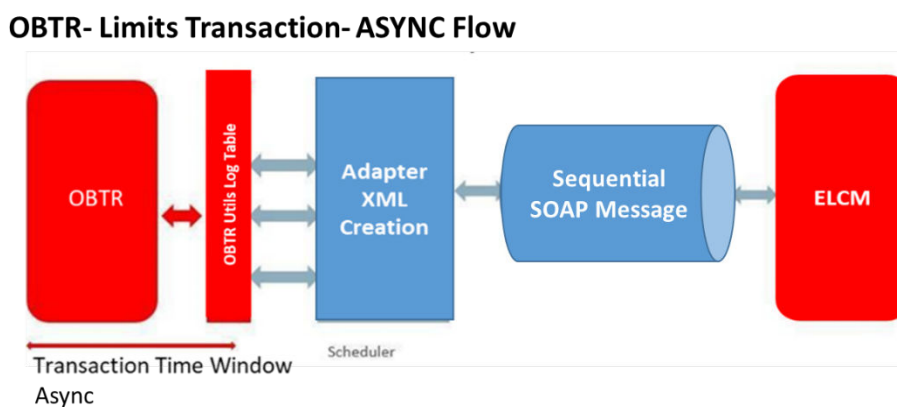 OBTR- Limits Transaction- ASYNC Flow
OBTR
OBTR Utils Log Table
Adapter
XML
Creation
Sequential
SOAP Message
ELCM
Scheduler
Transaction Time Window
Async